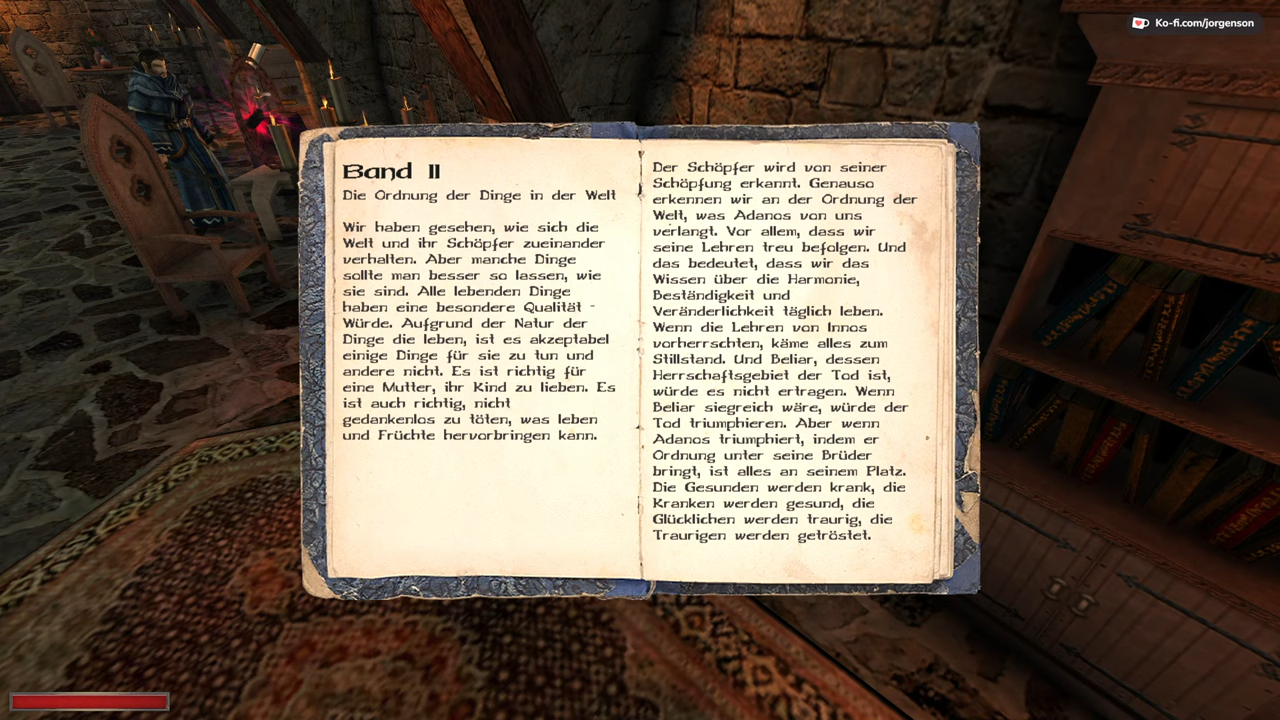 Ko-fi.com/jorgenson
Band II
Die Ordnung der Dinge in der Welt
Wir haben gesehen, wie sich die
Welt und ihr Schöpfer zueinander
verhalten. Aber manche Dinge
sollte man besser so lassen, wie
sie sind. Alle lebenden Dinge
haben eine besondere Qualität -
Würde. Aufgrund der Natur der
Dinge die leben, ist es akzeptabel
einige Dinge für sie zu tun und
andere nicht. Es ist richtig für
eine Mutter, ihr Kind zu lieben. Es
ist auch richtig, nicht
gedankenlos zu töten, was leben
und Früchte hervorbringen kann.
Der Schöpfer wird von seiner
Schöpfung erkannt. Genauso
erkennen wir an der Ordnung der
Welt, was Adanos von uns
verlangt. Vor allem, dass wir
seine Lehren treu befolgen. Und
das bedeutet, dass wir das
Wissen über die Harmonie,
Beständigkeit und
Veränderlichkeit täglich leben.
Wenn die Lehren von Innos
vorherrschten, käme alles zum
Stillstand. Und Beliar, dessen
Herrschaftsgebiet der Tod ist,
würde es nicht ertragen. Wenn
Beliar siegreich wäre, würde der
Tod triumphieren. Aber wenn
Adanos triumphiert, indem er
Ordnung unter seine Brüder
bringt, ist alles an seinem Platz.
Die Gesunden werden krank, die
Kranken werden gesund, die
Glücklichen werden traurig, die
Traurigen werden getröstet.